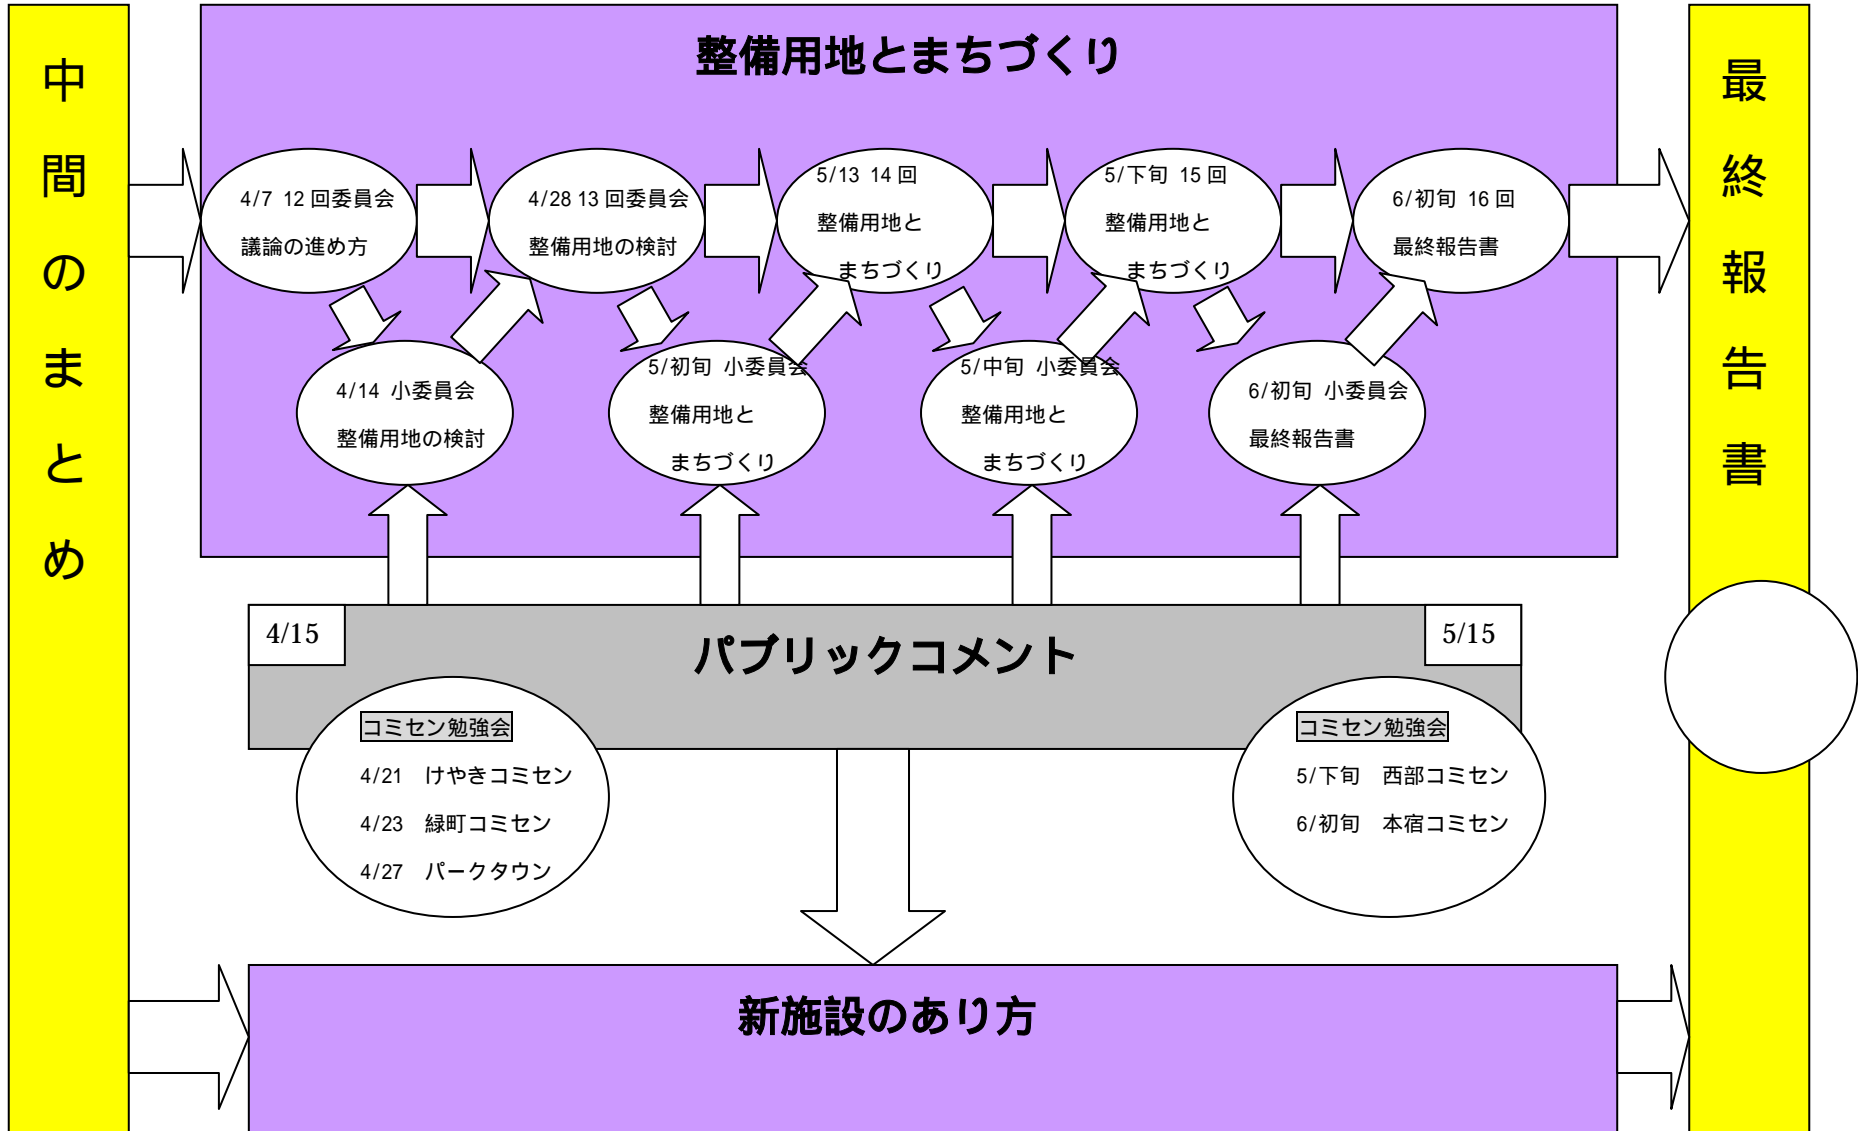 中間のまとめ
整備用地とまちづくり
4/7 12回委員会
議論の進め方
4/28 13回委員会
整備用地の検討
5/13 14回
整備用地と
まちづくり
5/下旬 15回
整備用地と
まちづくり
6/初旬 16回
最終報告書
4/14 小委員会
整備用地の検討
5/初旬 小委員会
整備用地と
まちづくり
5/中旬 小委員会
整備用地と
まちづくり
6/初旬 小委員会
最終報告書
4/15
パブリックコメント
5/15
コミセン勉強会
4/21 けやきコミセン
4/23 緑町コミセン
4/27 パークタウン
コミセン勉強会
5/下旬 西部コミセン
6/初旬 本宿コミセン
新施設のあり方
最終報告書